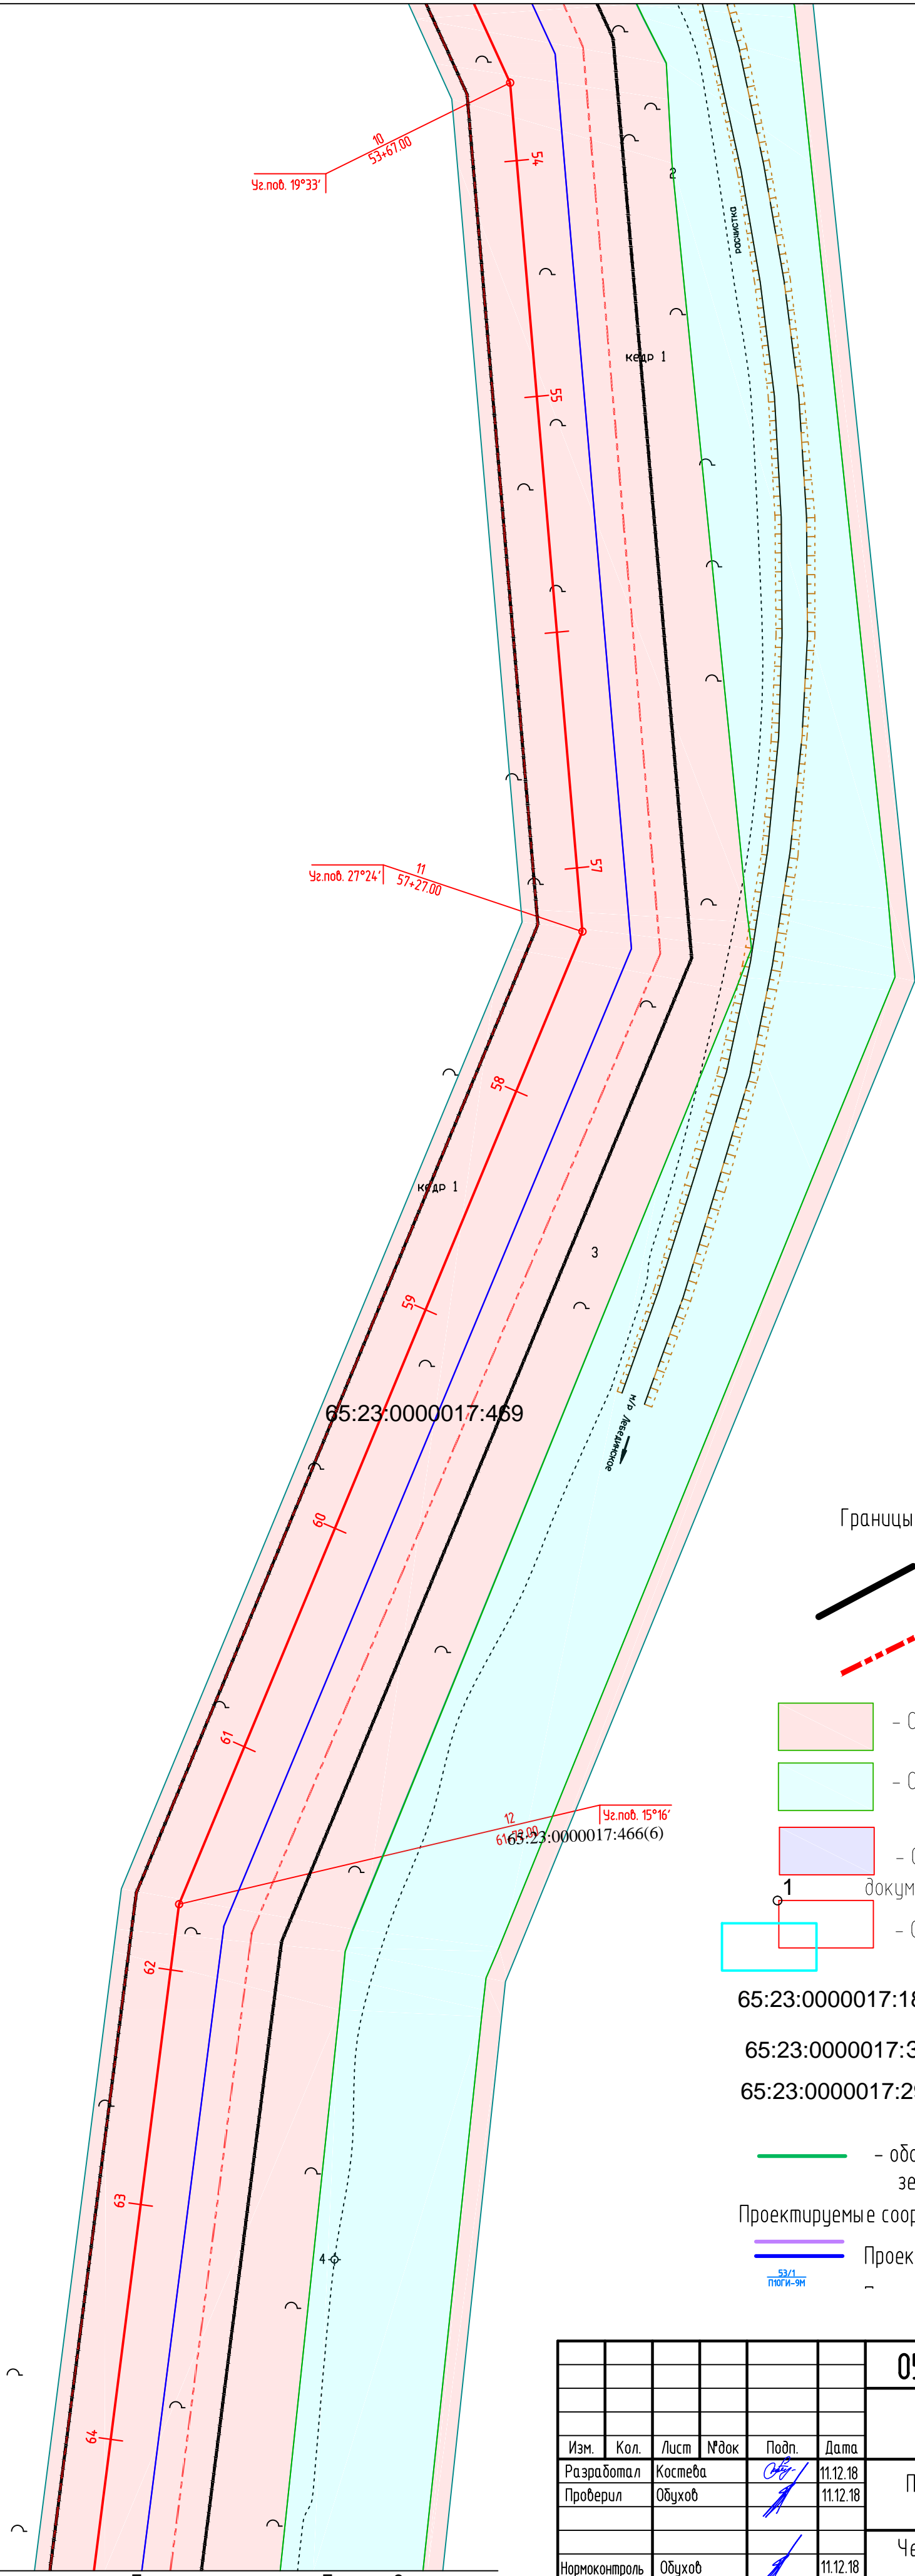 10
53+67.00
Уг.пов. 19°33'
54
2
расчистка
кедр 1
55
57
11
57+27.00
Уг.пов. 27°24'
58
кедр 1
3
59
65:23:0000017:469
н/р Лебединское
60
Границы
61
- О
- О
12
Уг.пов. 15°16'
65:23:0000017:466(6)
- О
1
докум
- О
62
65:23:0000017:18
65:23:0000017:3
65:23:0000017:29
63
- обо
зе
Проектируемые соор
4
Проек
53/1
П10ГИ-9М
64
05
Изм. Кол. Лист №док Подп. Дата
Разработал Костева 11.12.18
Проверил Обухов 11.12.18
П
Че
Нормоконтроль Обухов 11.12.18